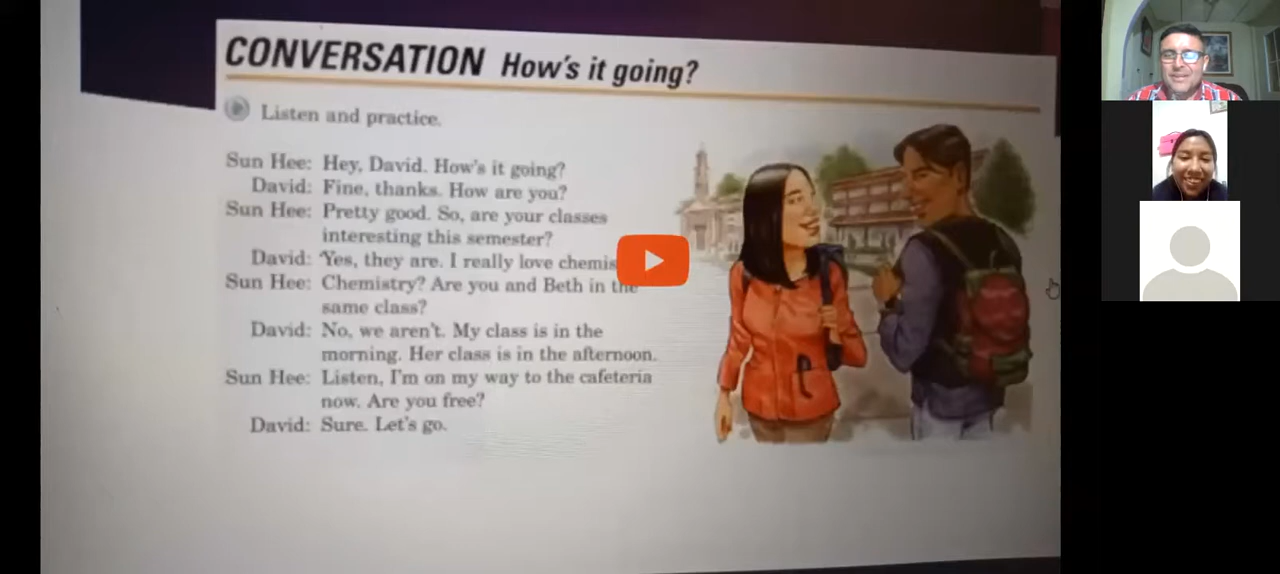 CONVERSATION How's it going?
Listen and practice.
Sun Hee: Hey, David. How's it going?
David: Fine, thanks. How are you?
Sun Hee: Pretty good. So, are your classes
interesting this semester?
David: Yes, they are. I really love chemis
Sun Hee: Chemistry? Are you and Beth in the
same class?
David: No, we aren't. My class is in the
morning. Her class is in the afternoon.
Sun Hee: Listen, I'm on my way to the cafeteria
now. Are you free?
David: Sure. Let's go.